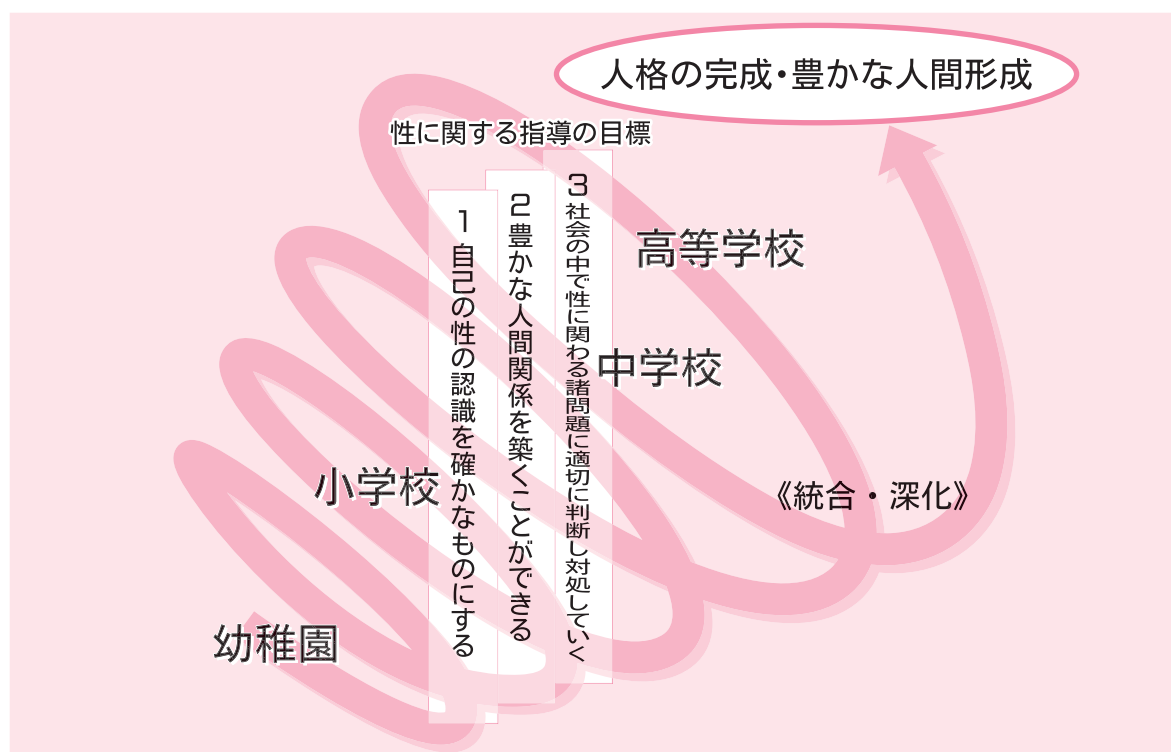 人格の完成・豊かな人間形成
性に関する指導の目標
1 自己の性の認識を確かなものにする
2 豊かな人間関係を築くことができる
3 社会の中で性に関わる諸問題に適切に判断し対処していく
高等学校
中学校
小学校
《統合・深化》
幼稚園